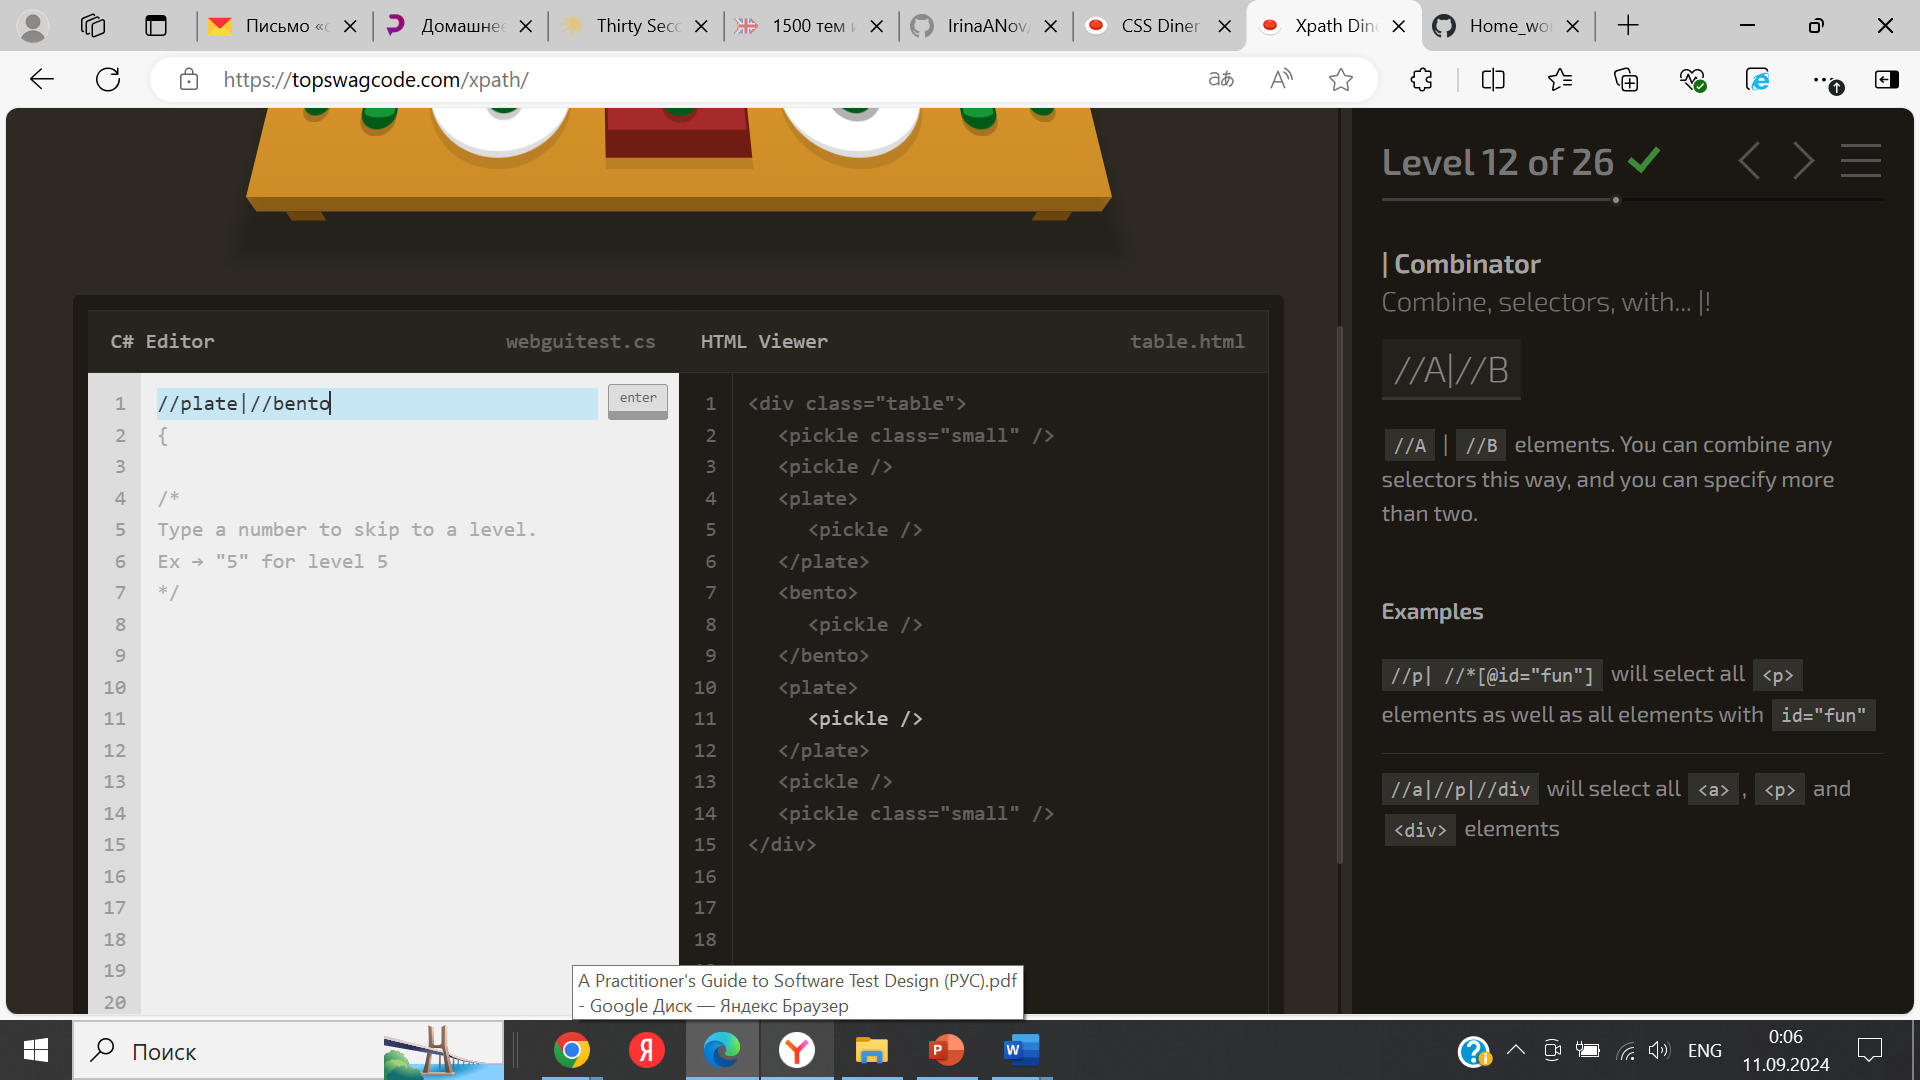 Письмо «с
Домашнее
Thirty Seco
1500 тем и
IrinaANov/
CSS Diner
Xpath Dine
Home_wor
https://topswagcode.com/xpath/
Level 12 of 26
| Combinator
Combine, selectors, with... |!
//A|//B
//A | //B elements. You can combine any
selectors this way, and you can specify more
than two.
Examples
//p| //*[@id="fun"] will select all <p>
elements as well as all elements with id="fun"
//a|//p|//div will select all <a> , <p> and
<div> elements
C# Editor webguitest.cs
1 //plate|//bento enter
2 {
3
4 /*
5 Type a number to skip to a level.
6 Ex → "5" for level 5
7 */
8
9
10
11
12
13
14
15
16
17
18
19
20
HTML Viewer table.html
1 <div class="table">
2 <pickle class="small" />
3 <pickle />
4 <plate>
5 <pickle />
6 </plate>
7 <bento>
8 <pickle />
9 </bento>
10 <plate>
11 <pickle />
12 </plate>
13 <pickle />
14 <pickle class="small" />
15 </div>
16
17
18
A Practitioner's Guide to Software Test Design (РУС).pdf
- Google Диск — Яндекс Браузер
Поиск
ENG
0:06
11.09.2024